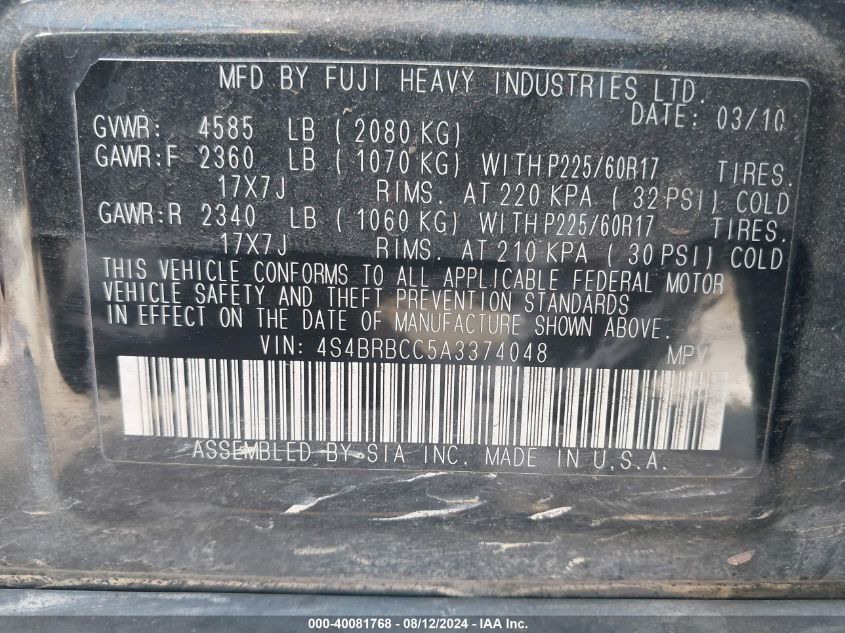 MFD BY FUJI HEAVY INDUSTRIES LTD.
DATE: 03/10
GVWR: 4585 LB ( 2080 KG)
GAWR:F 2360 LB ( 1070 KG) WITH P225/60R17 TIRES.
17X7J RIMS. AT 220 KPA ( 32 PSI) COLD
GAWR:R 2340 LB ( 1060 KG) WITH P225/60R17 TIRES.
17X7J RIMS. AT 210 KPA ( 30 PSI) COLD
THIS VEHICLE CONFORMS TO ALL APPLICABLE FEDERAL MOTOR
VEHICLE SAFETY AND THEFT PREVENTION STANDARDS
IN EFFECT ON THE DATE OF MANUFACTURE SHOWN ABOVE.
VIN: 4S4BRBCC5A3374048 MPV
ASSEMBLED BY SIA INC. MADE IN U.S.A.
000-40081768 - 08/12/2024 - IAA Inc.